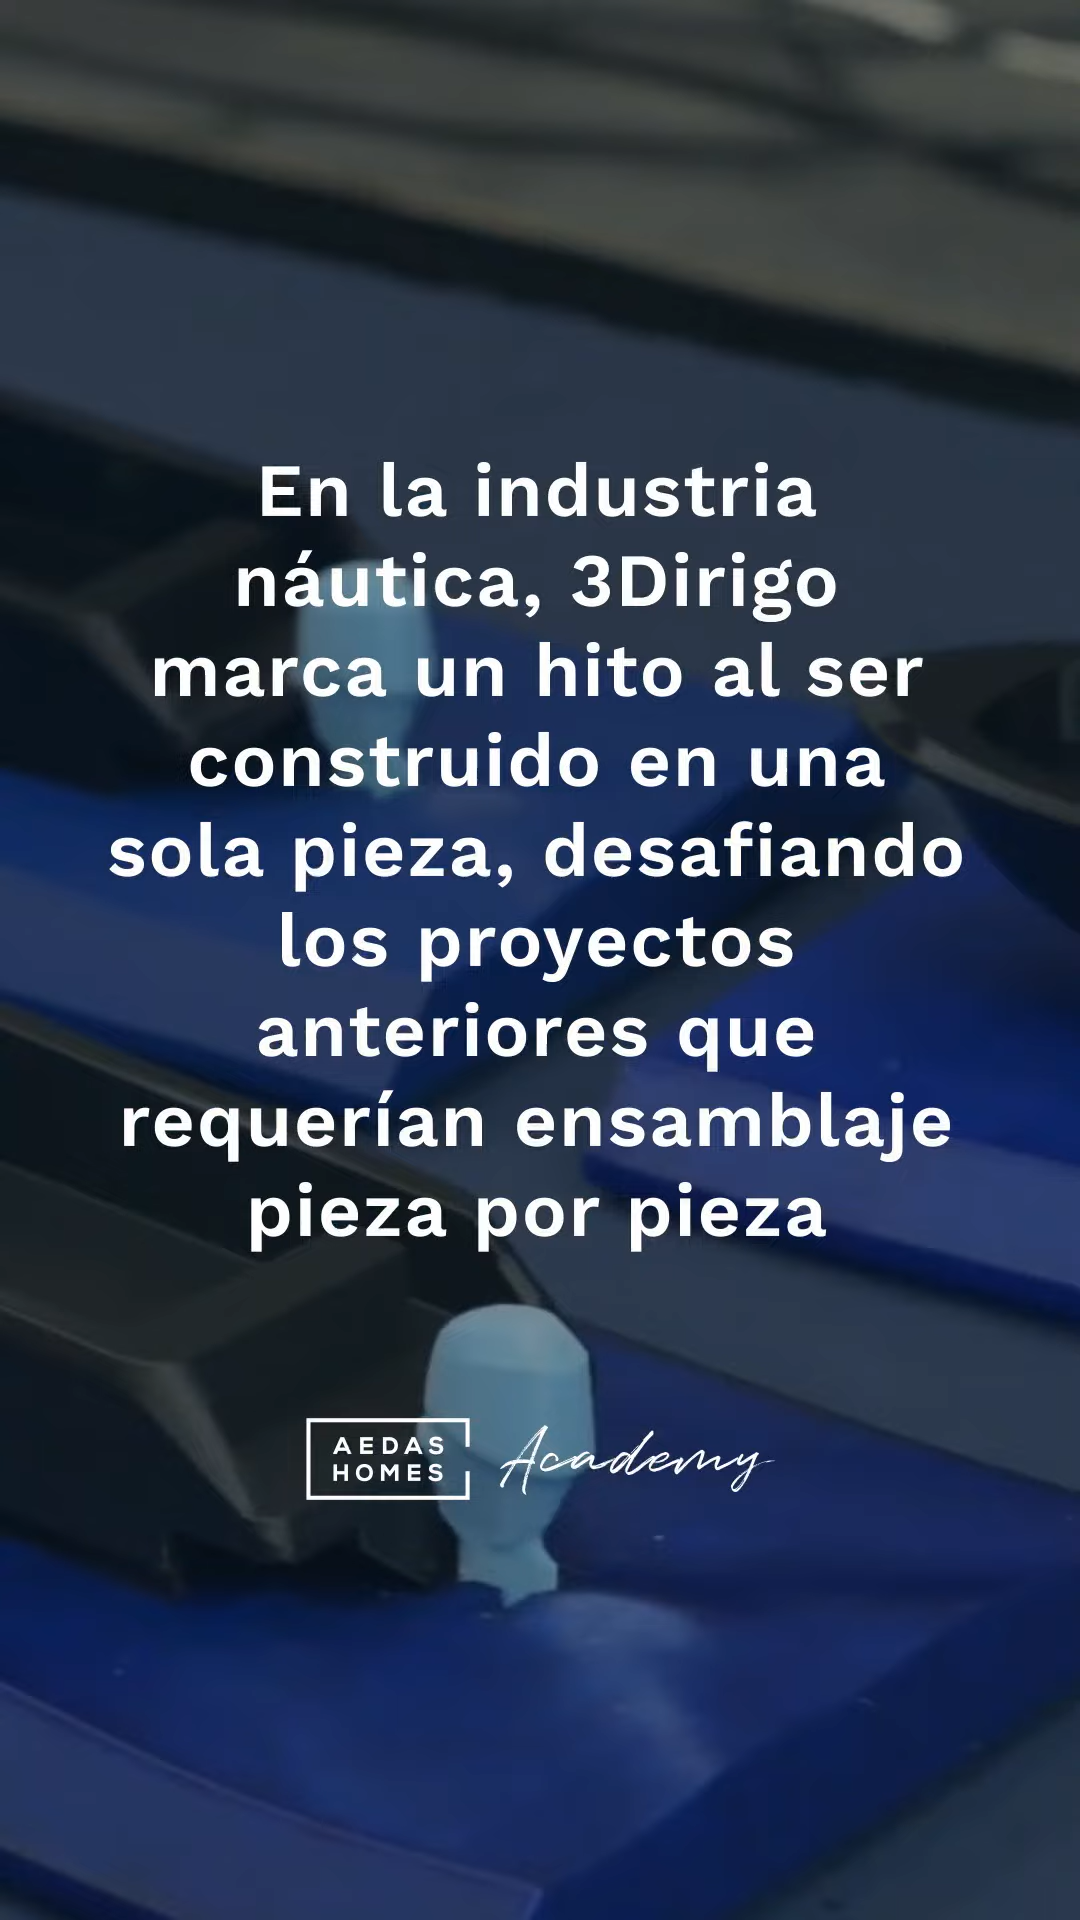 En la industria
náutica, 3Dirigo
marca un hito al ser
construido en una
sola pieza, desafiando
los proyectos
anteriores que
requerían ensamblaje
pieza por pieza
AEDAS
HOMES
Academy